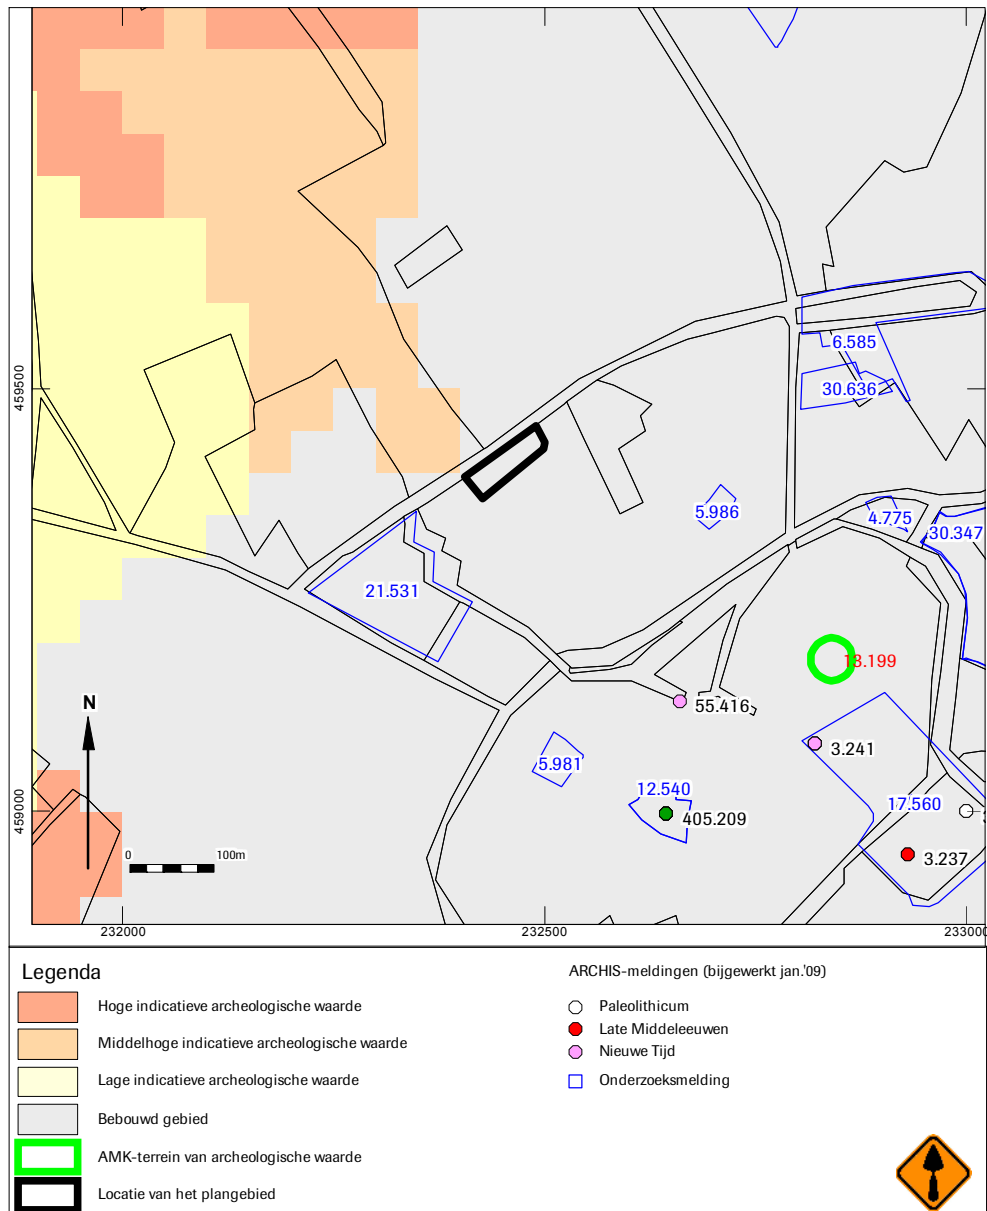 6.585
459500
30.636
5.986
4.775
30.347
21.531
13.199
N
55.416
3.241
5.981
12.540
17.560
459000
405.209
0
100m
3.237
232000
232500
233000
Legenda
Hoge indicatieve archeologische waarde
Middelhoge indicatieve archeologische waarde
Lage indicatieve archeologische waarde
Bebouwd gebied
AMK-terrein van archeologische waarde
Locatie van het plangebied
ARCHIS-meldingen (bijgewerkt jan.'09)
Paleolithicum
Late Middeleeuwen
Nieuwe Tijd
Onderzoeksmelding